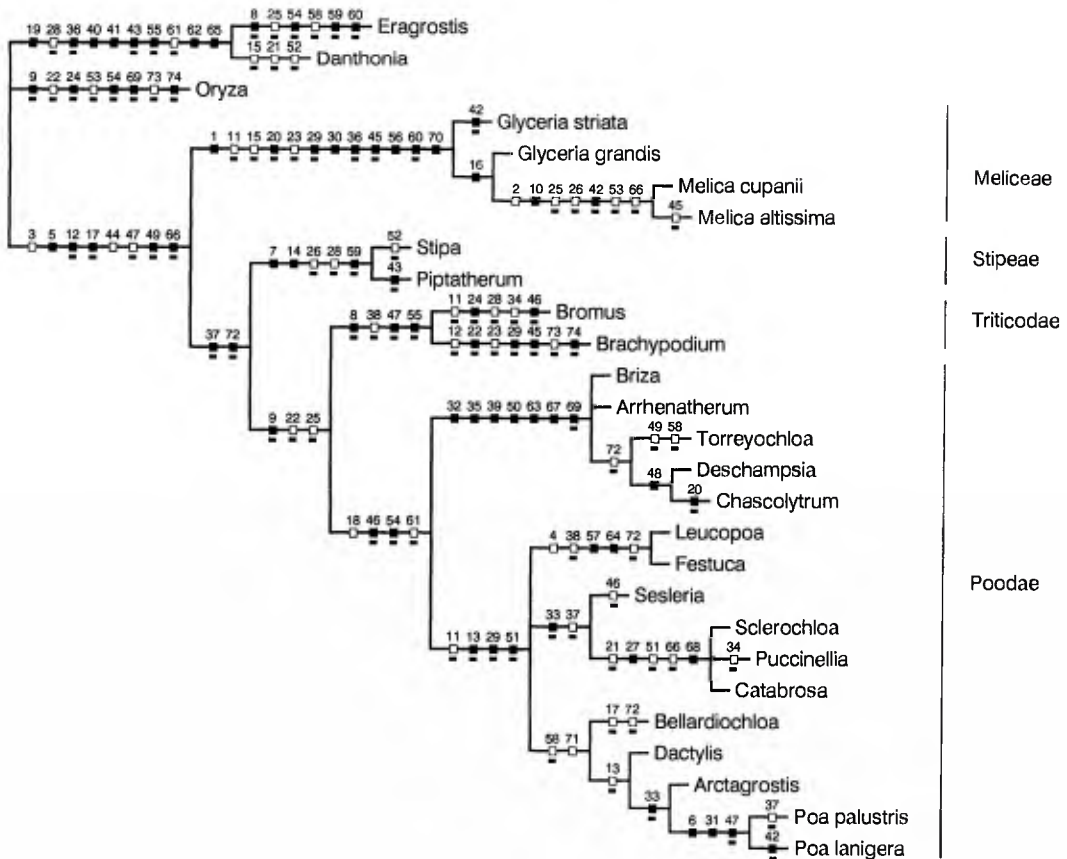 8 25 54 58 59 60
Eragrostis
19 28 36 40 41 43 55 61 62 65
15 21 52
Danthonia
9 22 24 53 54 69 73 74
Oryza
42
Glyceria striata
1 11 15 20 23 29 30 36 45 56 60 70
Glyceria grandis
16
Meliceae
2 10 25 26 42 53 66
Melica cupanii
45
Melica altissima
3 5 12 17 44 47 49 66
52
Stipa
7 14 26 28 59
Stipeae
43
Piptatherum
11 24 28 34 46
Bromus
8 38 47 55
Triticodae
12 22 23 29 45 73 74
Brachypodium
37 72
Briza
32 35 39 50 63 67 69
Arrhenatherum
49 58
Torreyochloa
9 22 25
72
Deschampsia
48
20
Chascolytrum
18 46 54 61
Leucopoa
4 38 57 64 72
Festuca
Poodae
46
Sesleria
33 37
Sclerochloa
21 27 51 66 68
34
Puccinellia
11 13 29 51
Catabrosa
17 72
Bellardiochloa
58 71
Dactylis
13
Arctagrostis
33
37
Poa palustris
6 31 47
42
Poa lanigera